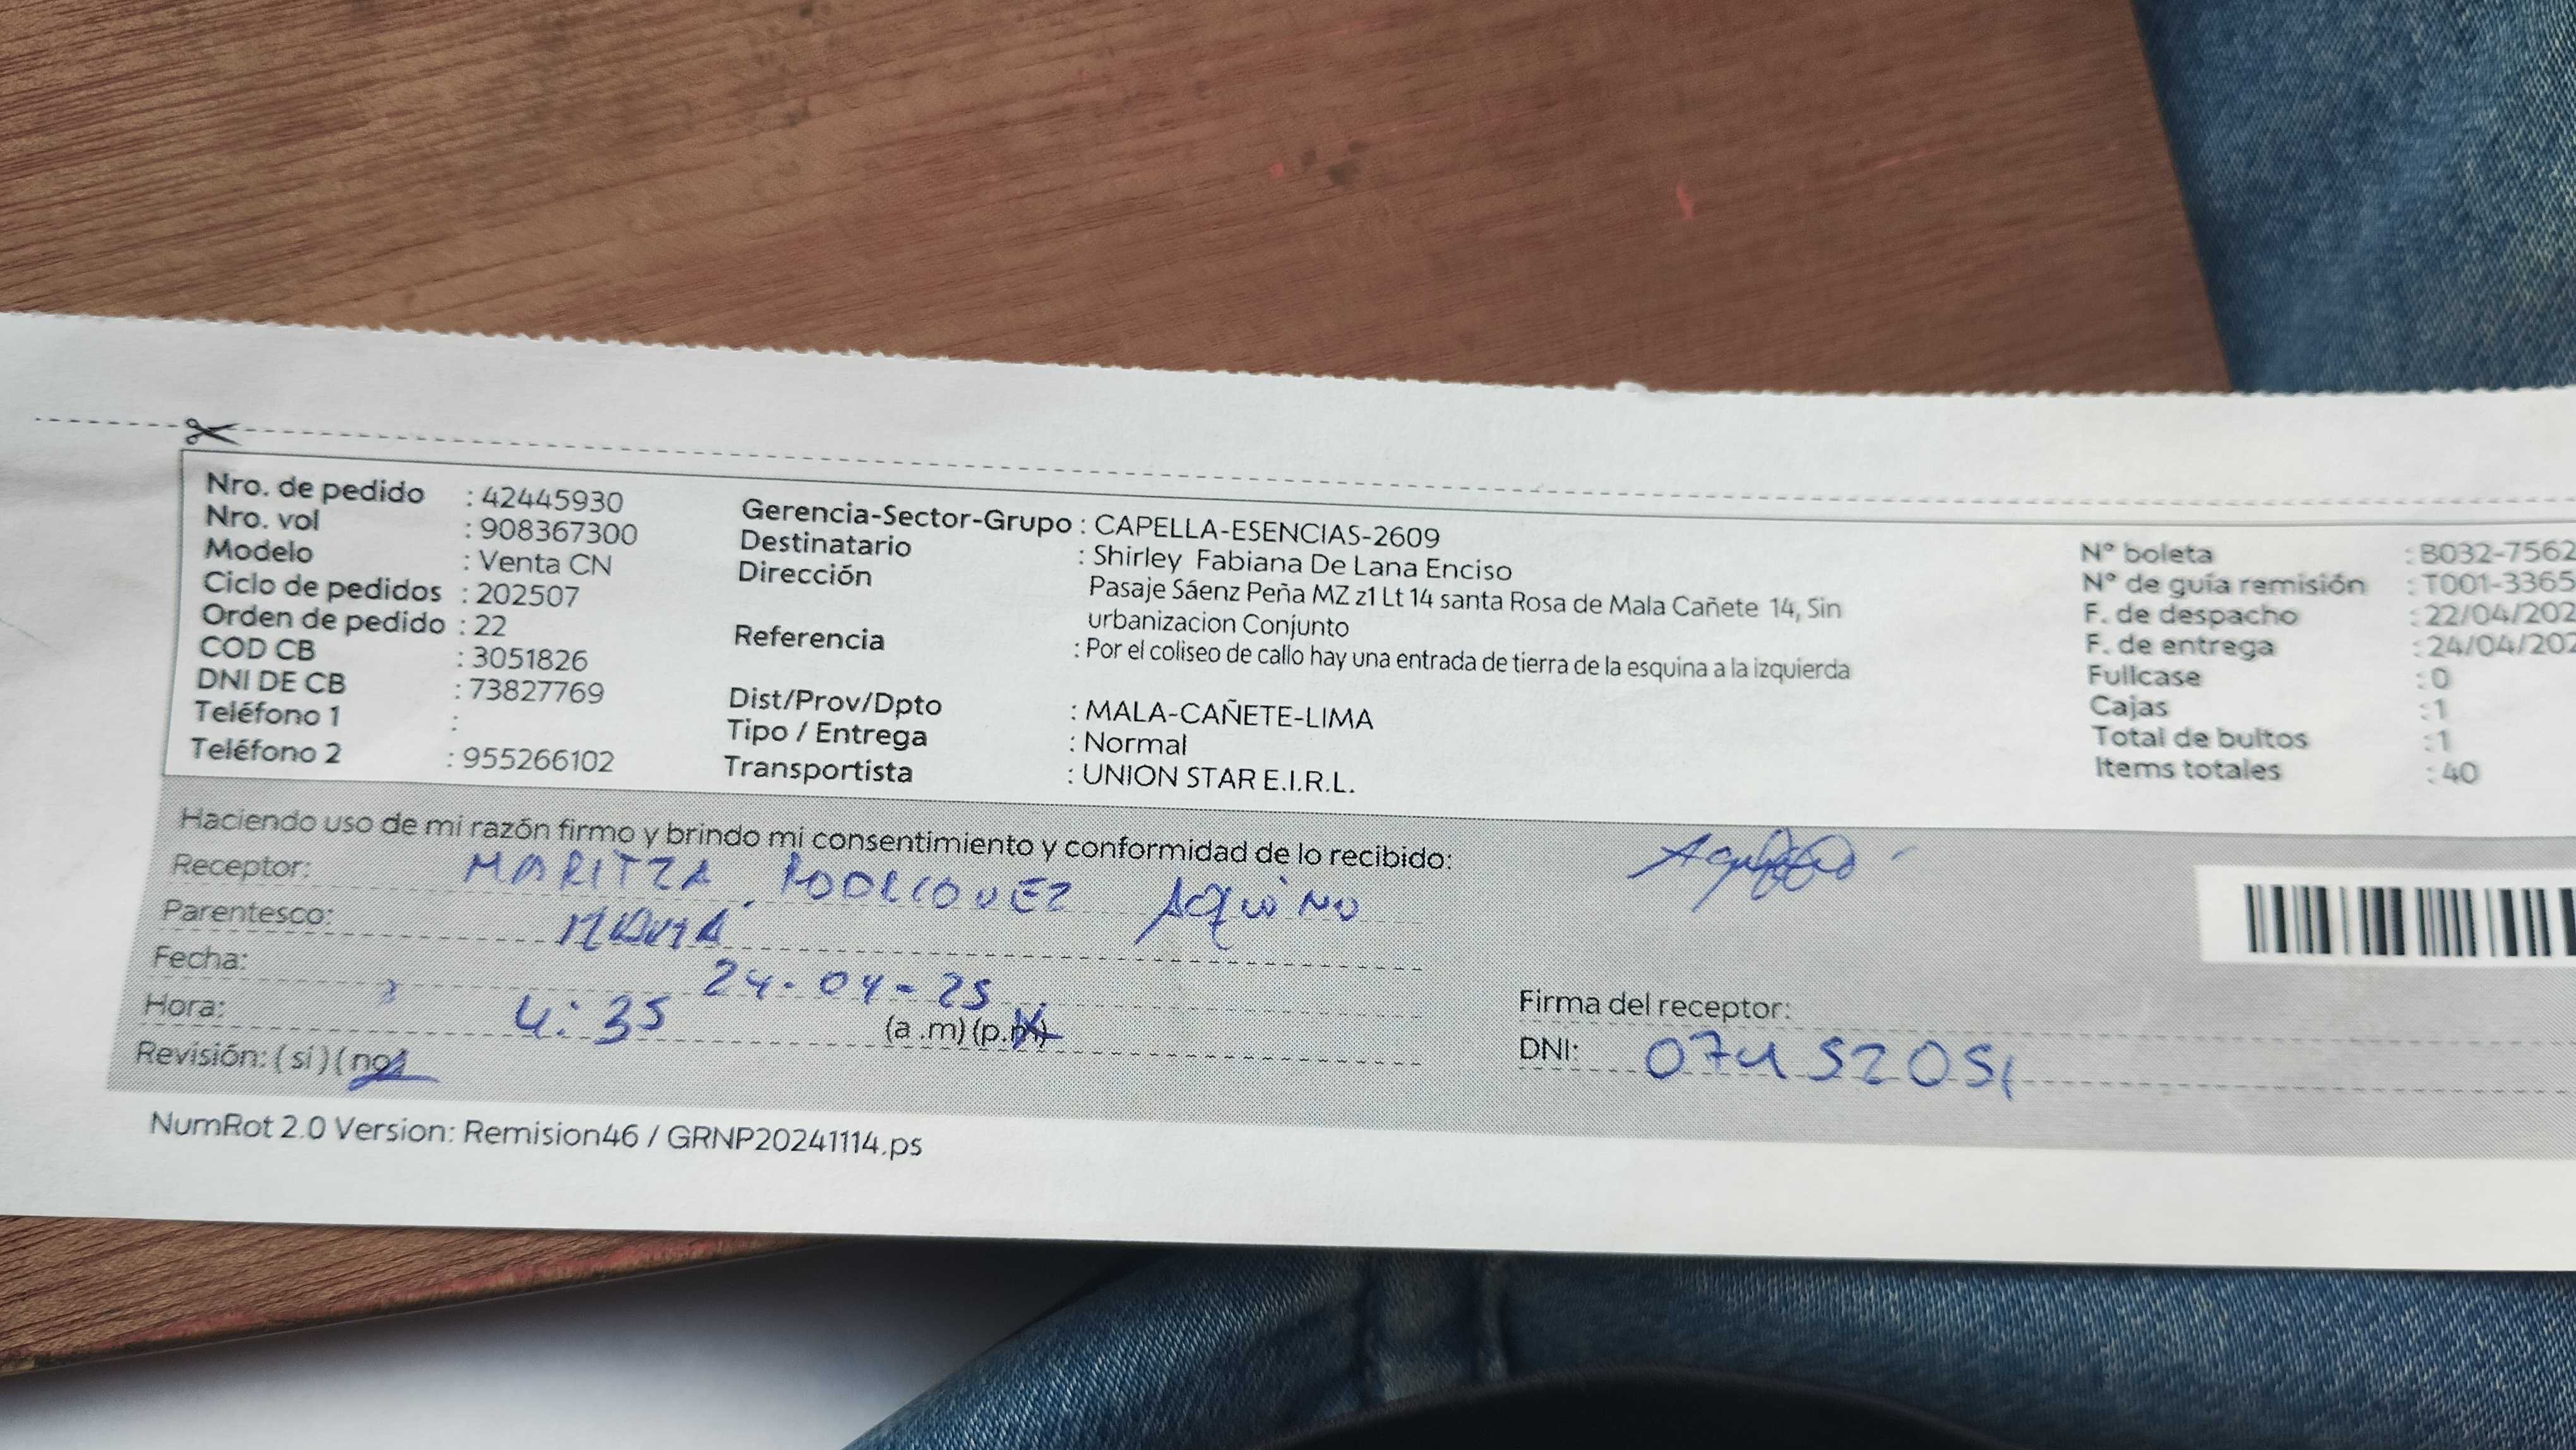 Nro. de pedido : 42445930
Nro. vol : 908367300
Modelo : Venta CN
Ciclo de pedidos : 202507
Orden de pedido : 22
COD CB : 3051826
DNI DE CB : 73827769
Teléfono 1 :
Teléfono 2 : 955266102
Gerencia-Sector-Grupo : CAPELLA-ESENCIAS-2609
Destinatario : Shirley Fabiana De Lana Enciso
Dirección Pasaje Sáenz Peña MZ z1 Lt 14 santa Rosa de Mala Cañete 14, Sin
urbanizacion Conjunto
Referencia : Por el coliseo de callo hay una entrada de tierra de la esquina a la izquierda
Dist/Prov/Dpto : MALA-CAÑETE-LIMA
Tipo / Entrega : Normal
Transportista : UNION STAR E.I.R.L.
N° boleta : B032-7562
N° de guía remisión : T001-3365
F. de despacho : 22/04/202
F. de entrega : 24/04/202
Fullcase : 0
Cajas : 1
Total de bultos : 1
Items totales : 40
Haciendo uso de mi razón firmo y brindo mi consentimiento y conformidad de lo recibido:
Receptor: MARITZA RODRIGUEZ AQUINO
Parentesco: MAMA
Fecha: 24-04-25
Hora: 4:35 (a .m) (p.m)
Revisión: ( si ) ( no )
Firma del receptor:
DNI: 07452051
NumRot 2.0 Version: Remision46 / GRNP20241114.ps